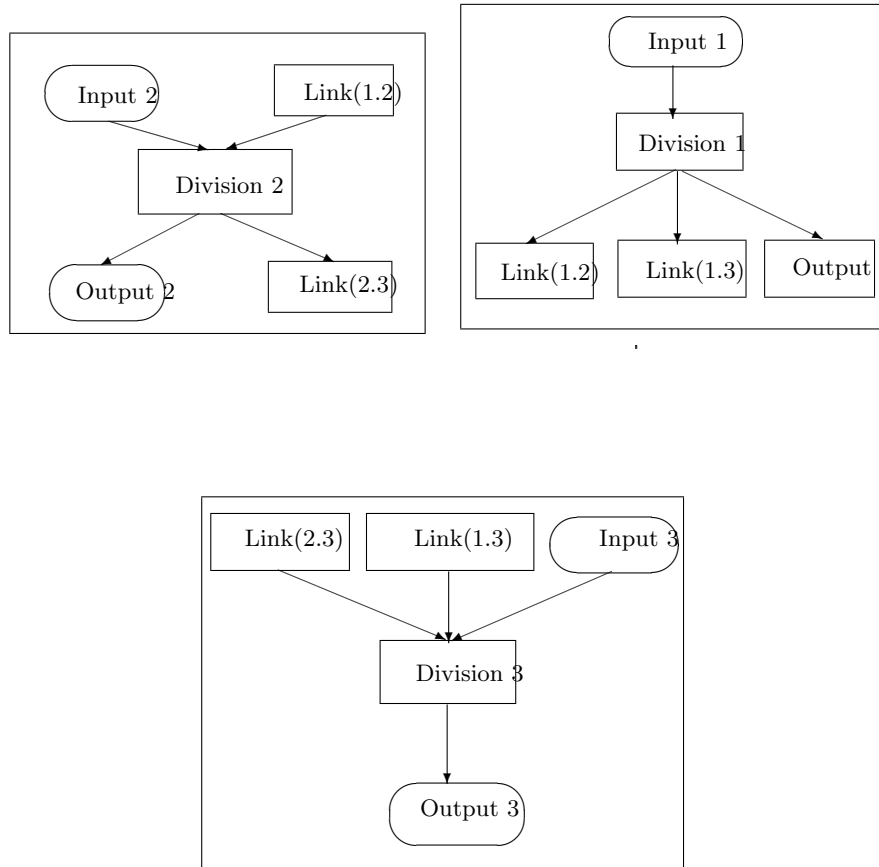 Input 2
Link(1.2)
Division 2
Output 2
Link(2.3)
Input 1
Division 1
Link(1.2)
Link(1.3)
Output
Link(2.3)
Link(1.3)
Input 3
Division 3
Output 3